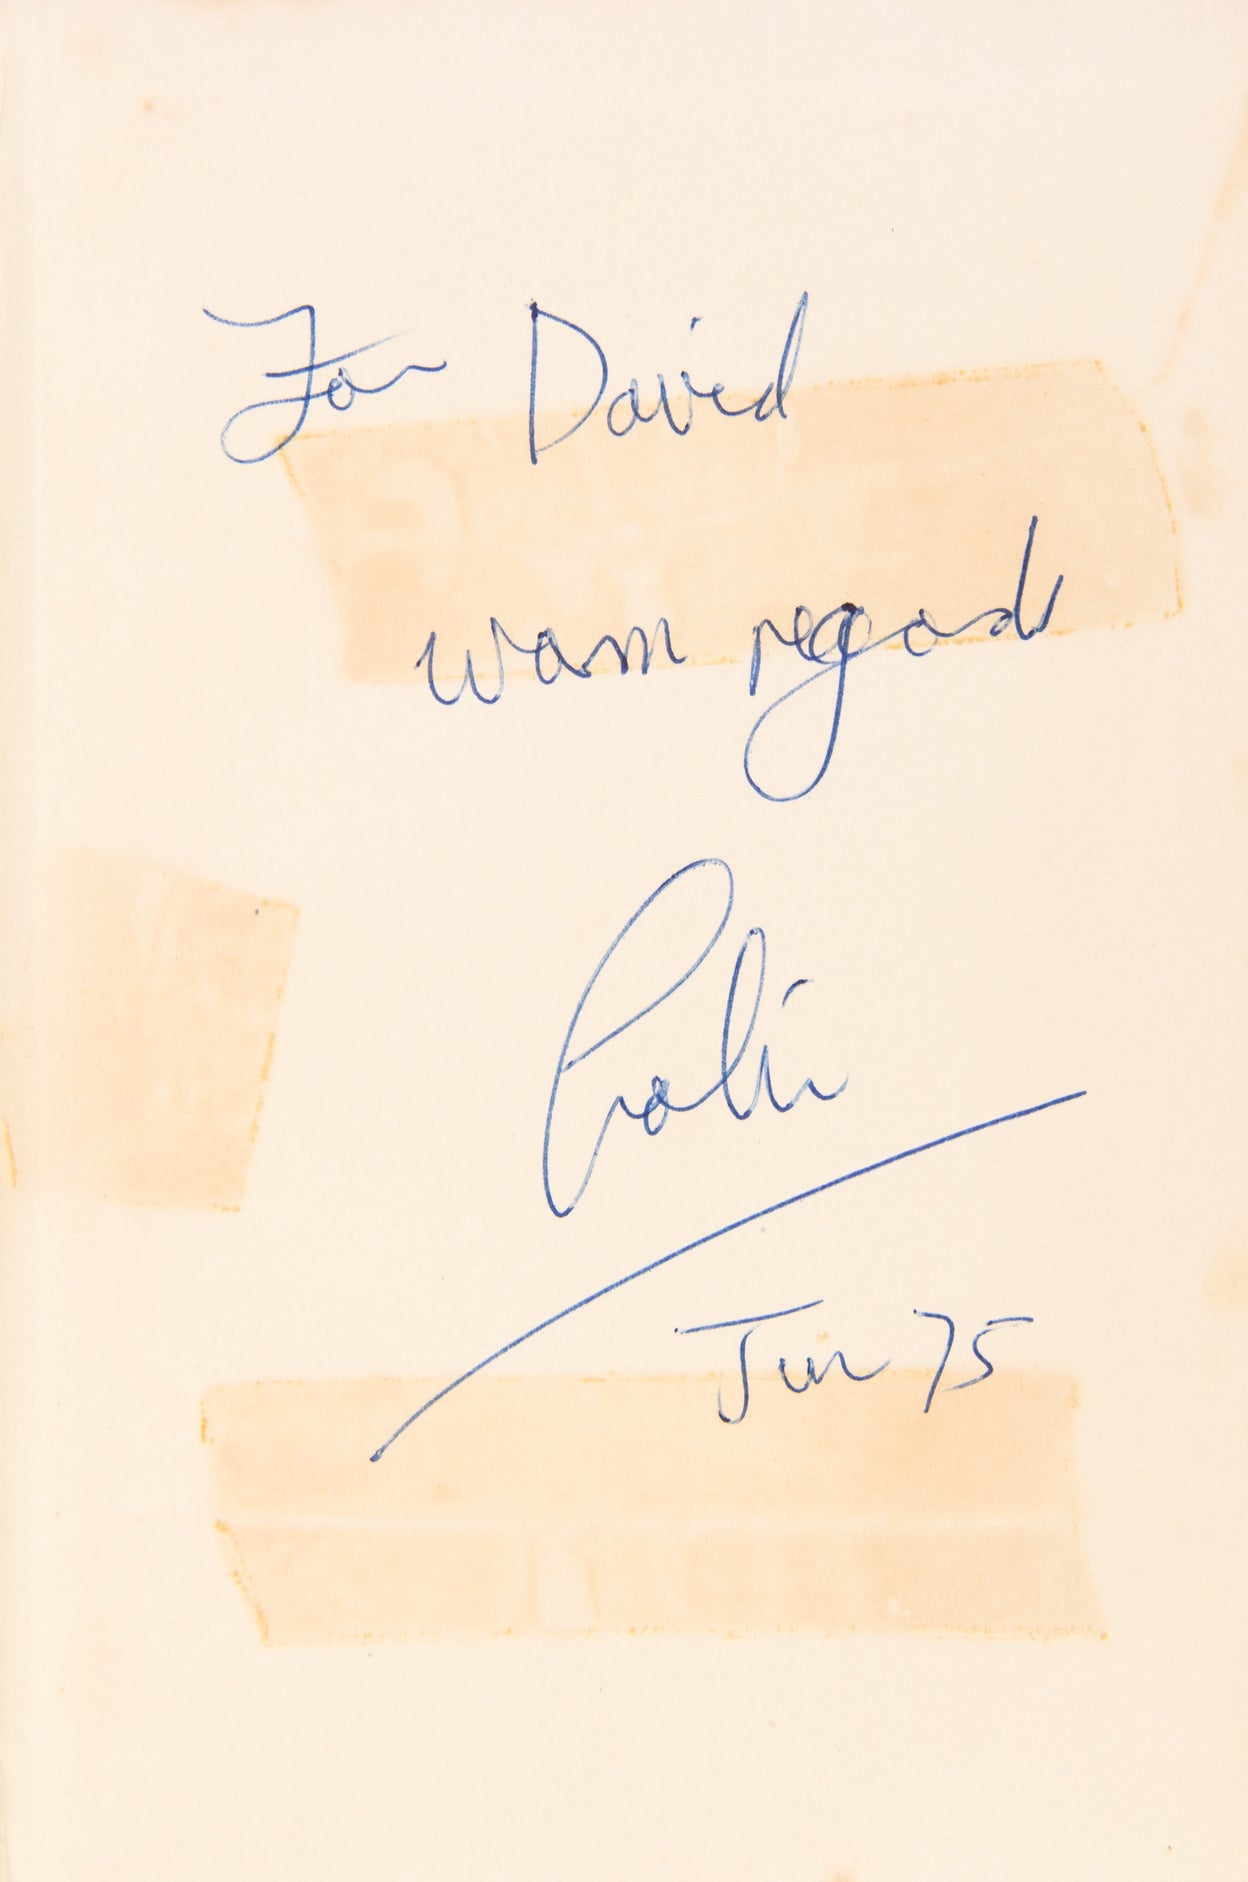 For David
warm regards
Colin
Jun 75